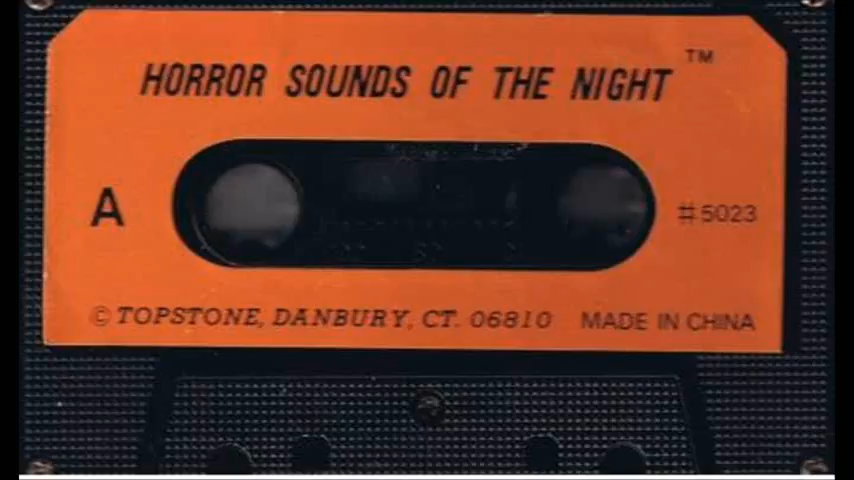 HORROR SOUNDS OF THE NIGHT ™
A
#5023
© TOPSTONE, DANBURY, CT. 06810 MADE IN CHINA